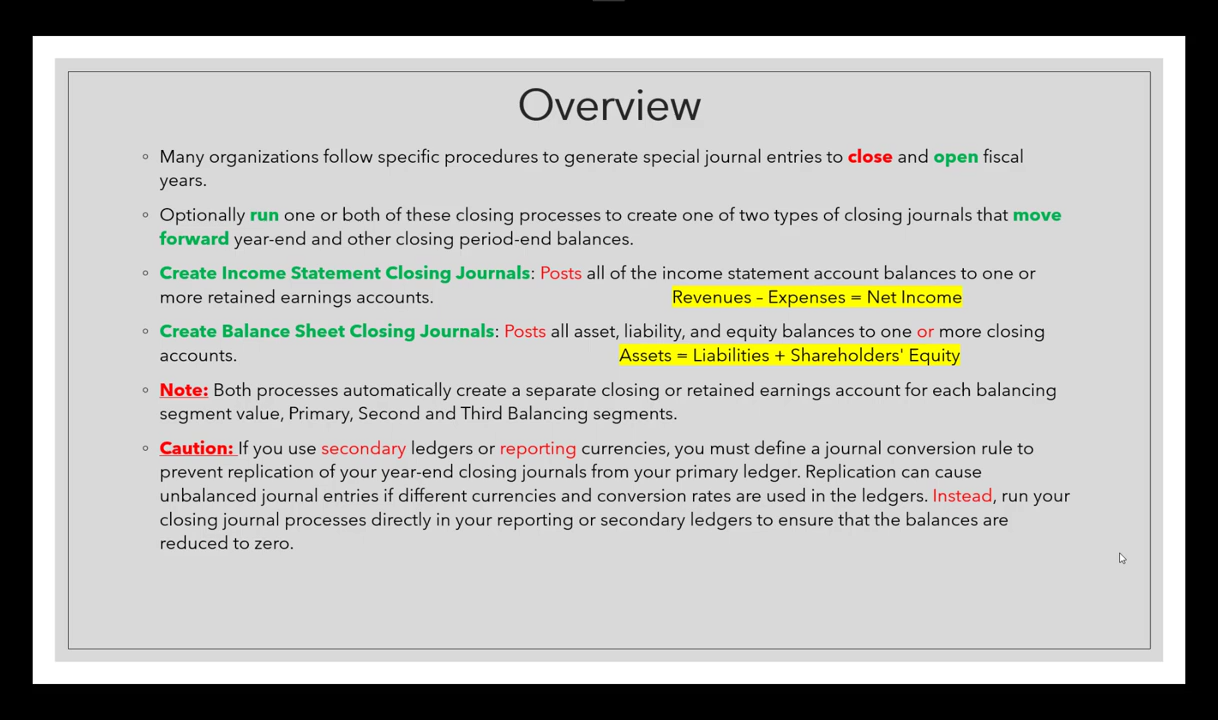 Overview
Many organizations follow specific procedures to generate special journal entries to close and open fiscal
years.
Optionally run one or both of these closing processes to create one of two types of closing journals that move
forward year-end and other closing period-end balances.
Create Income Statement Closing Journals: Posts all of the income statement account balances to one or
more retained earnings accounts. Revenues – Expenses = Net Income
Create Balance Sheet Closing Journals: Posts all asset, liability, and equity balances to one or more closing
accounts. Assets = Liabilities + Shareholders' Equity
Note: Both processes automatically create a separate closing or retained earnings account for each balancing
segment value, Primary, Second and Third Balancing segments.
Caution: If you use secondary ledgers or reporting currencies, you must define a journal conversion rule to
prevent replication of your year-end closing journals from your primary ledger. Replication can cause
unbalanced journal entries if different currencies and conversion rates are used in the ledgers. Instead, run your
closing journal processes directly in your reporting or secondary ledgers to ensure that the balances are
reduced to zero.